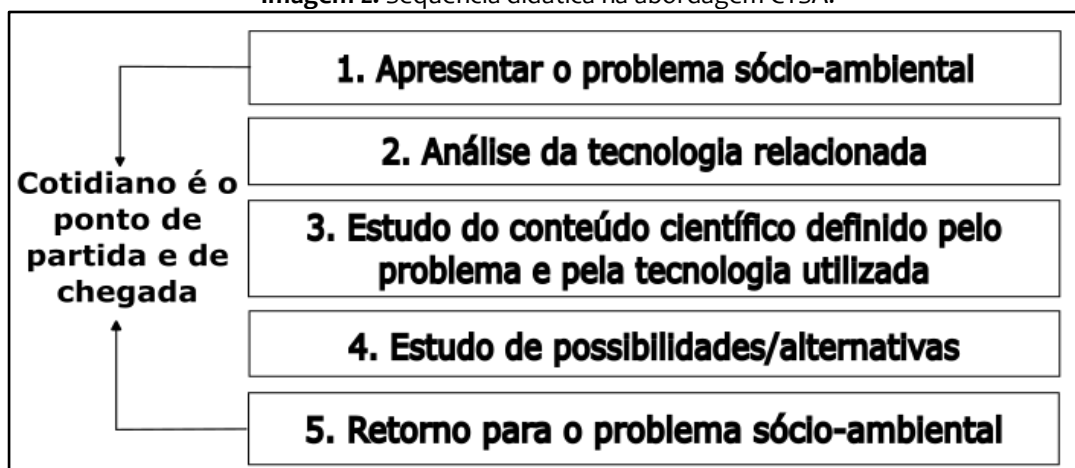 Imagem 2. Sequência didática na abordagem CTSA.
1. Apresentar o problema sócio-ambiental
2. Análise da tecnologia relacionada
Cotidiano é o
ponto de
partida e de
chegada
3. Estudo do conteúdo científico definido pelo
problema e pela tecnologia utilizada
4. Estudo de possibilidades/alternativas
5. Retorno para o problema sócio-ambiental